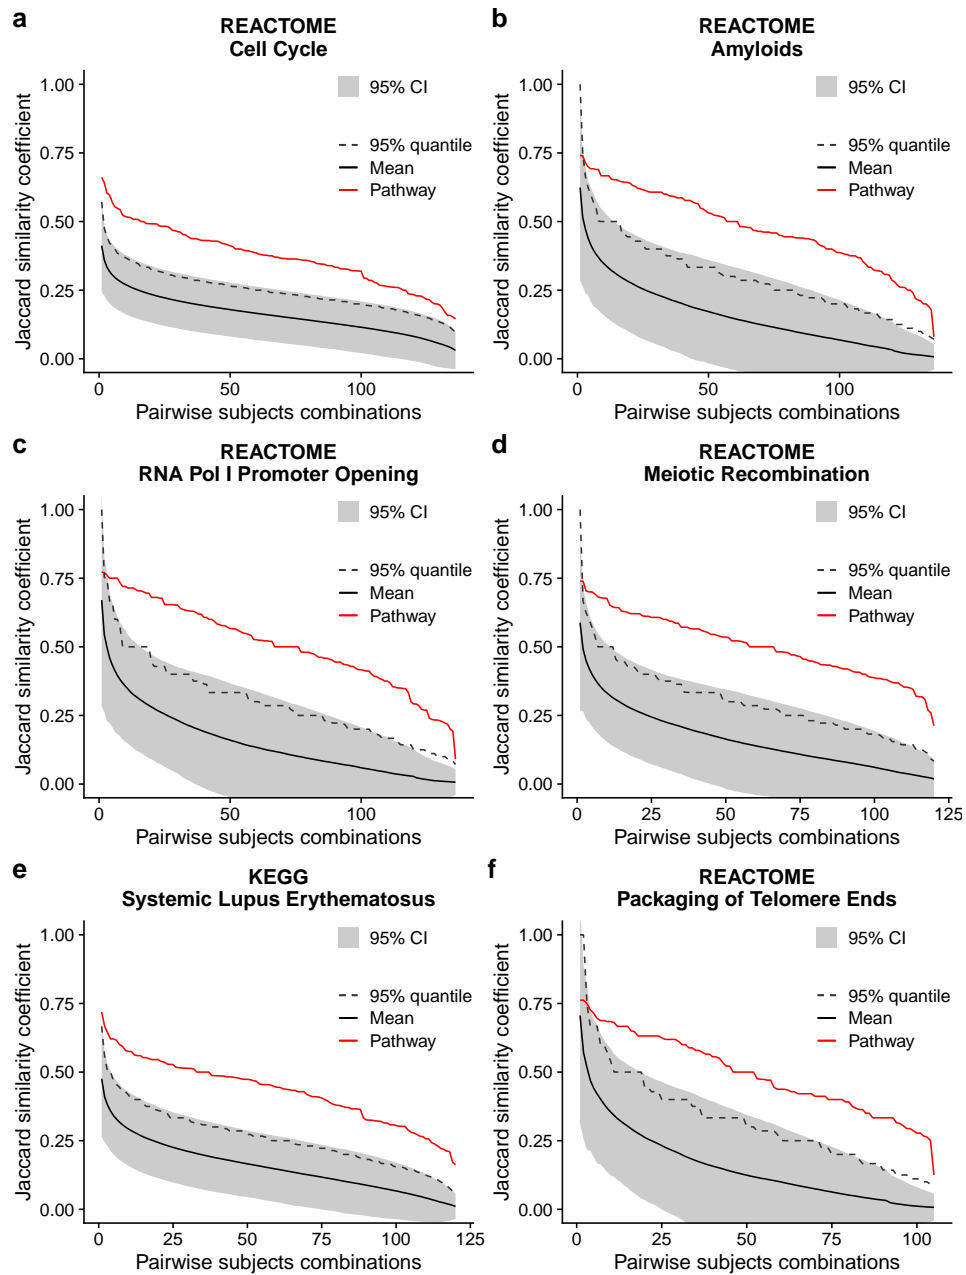 a
REACTOME
Cell Cycle
Jaccard similarity coefficient
1.00
0.75
0.50
0.25
0.00
95% CI
95% quantile
Mean
Pathway
0
50
100
Pairwise subjects combinations
b
REACTOME
Amyloids
Jaccard similarity coefficient
1.00
0.75
0.50
0.25
0.00
95% CI
95% quantile
Mean
Pathway
0
50
100
Pairwise subjects combinations
c
REACTOME
RNA Pol I Promoter Opening
Jaccard similarity coefficient
1.00
0.75
0.50
0.25
0.00
95% CI
95% quantile
Mean
Pathway
0
50
100
Pairwise subjects combinations
d
REACTOME
Meiotic Recombination
Jaccard similarity coefficient
1.00
0.75
0.50
0.25
0.00
95% CI
95% quantile
Mean
Pathway
0
25
50
75
100
125
Pairwise subjects combinations
e
KEGG
Systemic Lupus Erythematosus
Jaccard similarity coefficient
1.00
0.75
0.50
0.25
0.00
95% CI
95% quantile
Mean
Pathway
0
25
50
75
100
125
Pairwise subjects combinations
f
REACTOME
Packaging of Telomere Ends
Jaccard similarity coefficient
1.00
0.75
0.50
0.25
0.00
95% CI
95% quantile
Mean
Pathway
0
25
50
75
100
Pairwise subjects combinations